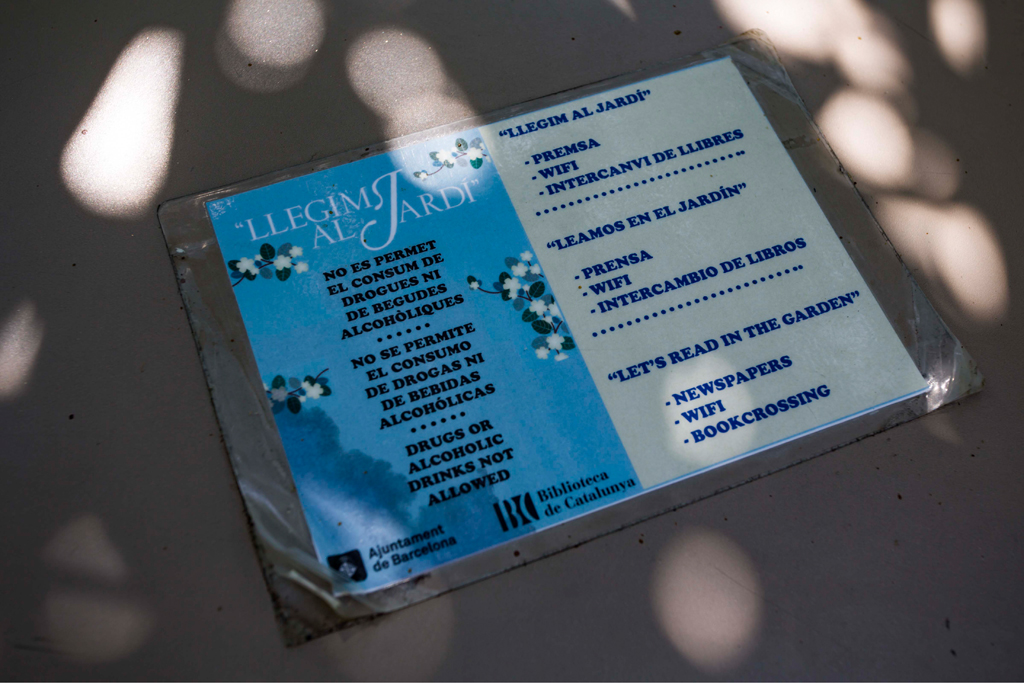 “LLEGIM
AL JARDÍ”
NO ES PERMET
EL CONSUM DE
DROGUES NI
DE BEGUDES
ALCOHÒLIQUES
NO SE PERMITE
EL CONSUMO
DE DROGAS NI
DE BEBIDAS
ALCOHÓLICAS
DRUGS OR
ALCOHOLIC
DRINKS NOT
ALLOWED
Ajuntament
de Barcelona
Biblioteca
de Catalunya
“LLEGIM AL JARDÍ”
- PREMSA
- WIFI
- INTERCANVI DE LLIBRES
“LEAMOS EN EL JARDÍN”
- PRENSA
- WIFI
- INTERCAMBIO DE LIBROS
“LET’S READ IN THE GARDEN”
- NEWSPAPERS
- WIFI
- BOOKCROSSING